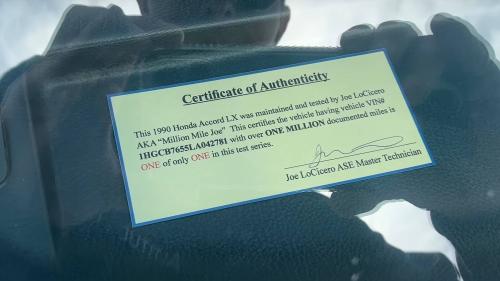 Certificate of Authenticity
This 1990 Honda Accord LX was maintained and tested by Joe LoCicero
AKA "Million Mile Joe" This certifies the vehicle having vehicle VIN#
1HGCB7655LA042781 with over ONE MILLION documented miles is
ONE of only ONE in this test series.
Joe LoCicero ASE Master Technician